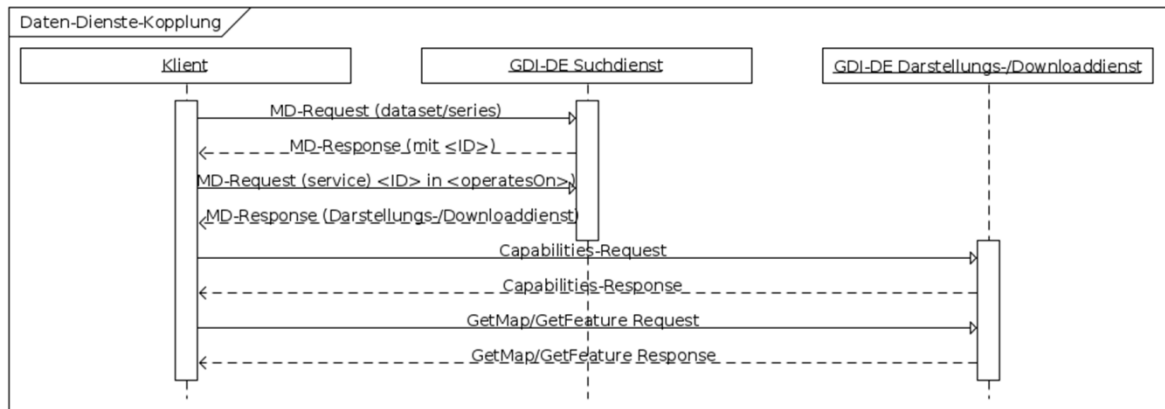 Daten-Dienste-Kopplung
Klient
GDI-DE Suchdienst
GDI-DE Darstellungs-/Downloaddienst
MD-Request (dataset/series)
MD-Response (mit <ID>)
MD-Request (service) <ID> in <operatesOn>)
MD-Response (Darstellungs-/Downloaddienst)
Capabilities-Request
Capabilities-Response
GetMap/GetFeature Request
GetMap/GetFeature Response